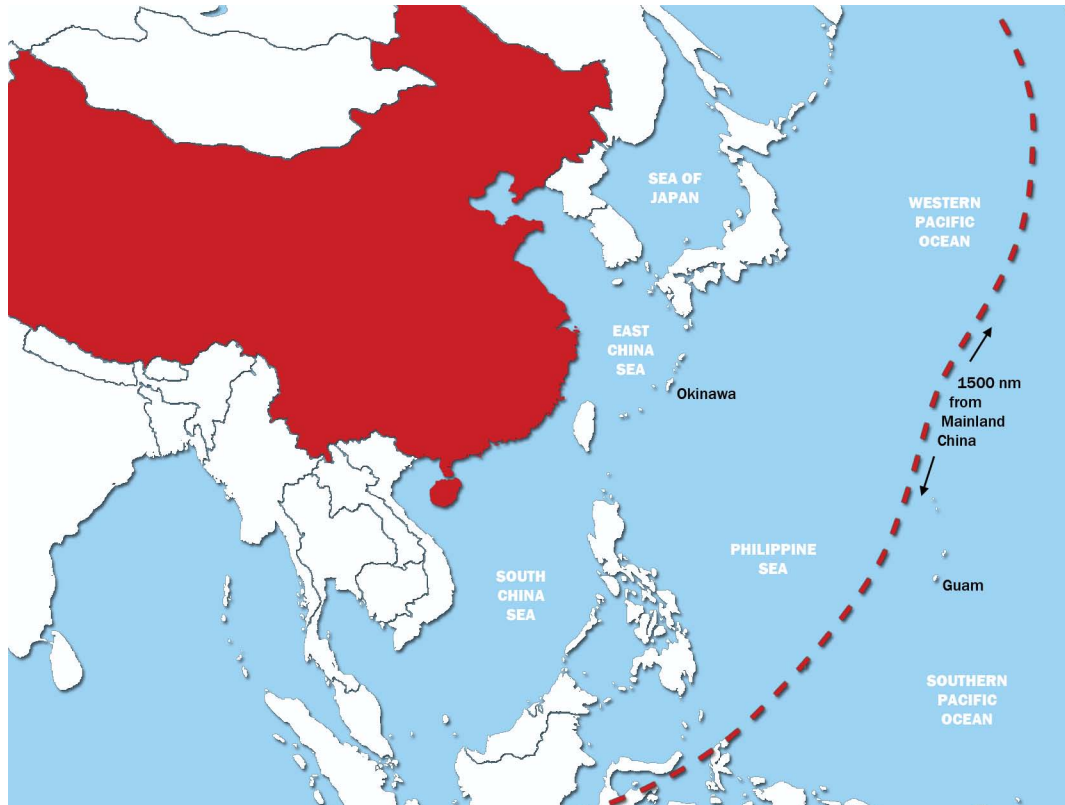 SEA OF
JAPAN
WESTERN
PACIFIC
OCEAN
EAST
CHINA
SEA
Okinawa
1500 nm
from
Mainland
China
PHILIPPINE
SEA
SOUTH
CHINA
SEA
Guam
SOUTHERN
PACIFIC
OCEAN